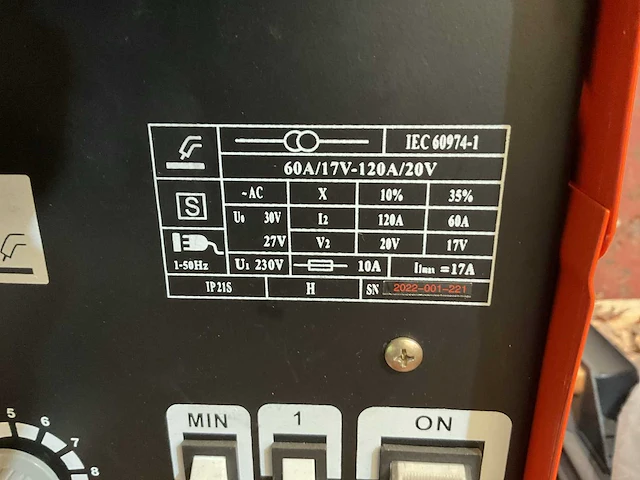 IEC 60974-1
60A/17V-120A/20V
~AC X 10% 35%
S
U₀ 30V I2 120A 60A
27V V2 20V 17V
1-50Hz U1 230V 10A I1max =17A
IP21S H SN 2022-001-221
MIN 1 ON
5
6
7
8